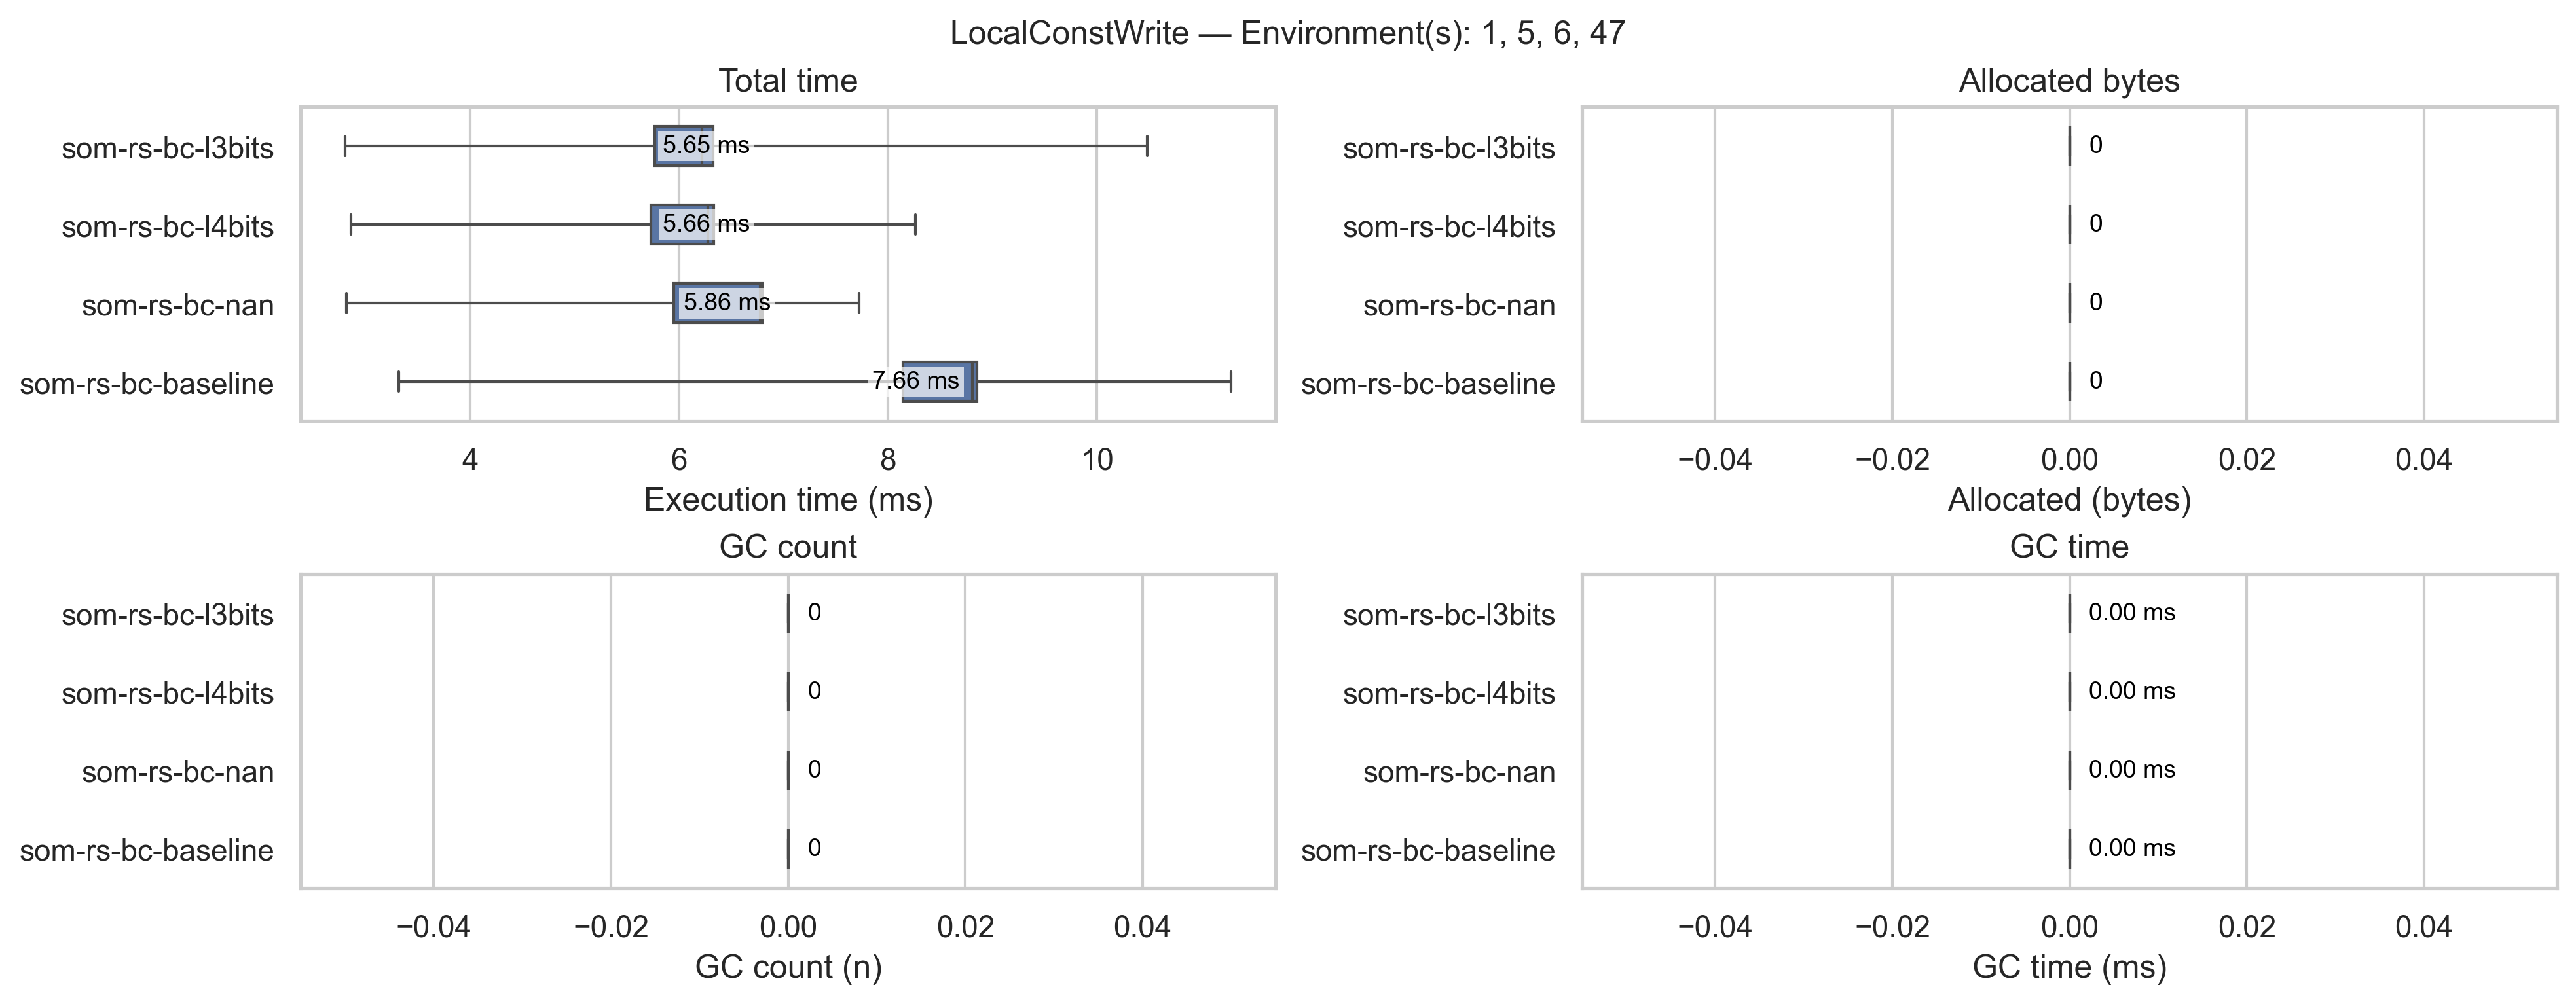 LocalConstWrite — Environment(s): 1, 5, 6, 47
Total time
som-rs-bc-l3bits
5.65 ms
som-rs-bc-l4bits
5.66 ms
som-rs-bc-nan
5.86 ms
som-rs-bc-baseline
7.66 ms
4 6 8 10
Execution time (ms)
Allocated bytes
som-rs-bc-l3bits
0
som-rs-bc-l4bits
0
som-rs-bc-nan
0
som-rs-bc-baseline
0
−0.04 −0.02 0.00 0.02 0.04
Allocated (bytes)
GC count
som-rs-bc-l3bits
0
som-rs-bc-l4bits
0
som-rs-bc-nan
0
som-rs-bc-baseline
0
−0.04 −0.02 0.00 0.02 0.04
GC count (n)
GC time
som-rs-bc-l3bits
0.00 ms
som-rs-bc-l4bits
0.00 ms
som-rs-bc-nan
0.00 ms
som-rs-bc-baseline
0.00 ms
−0.04 −0.02 0.00 0.02 0.04
GC time (ms)